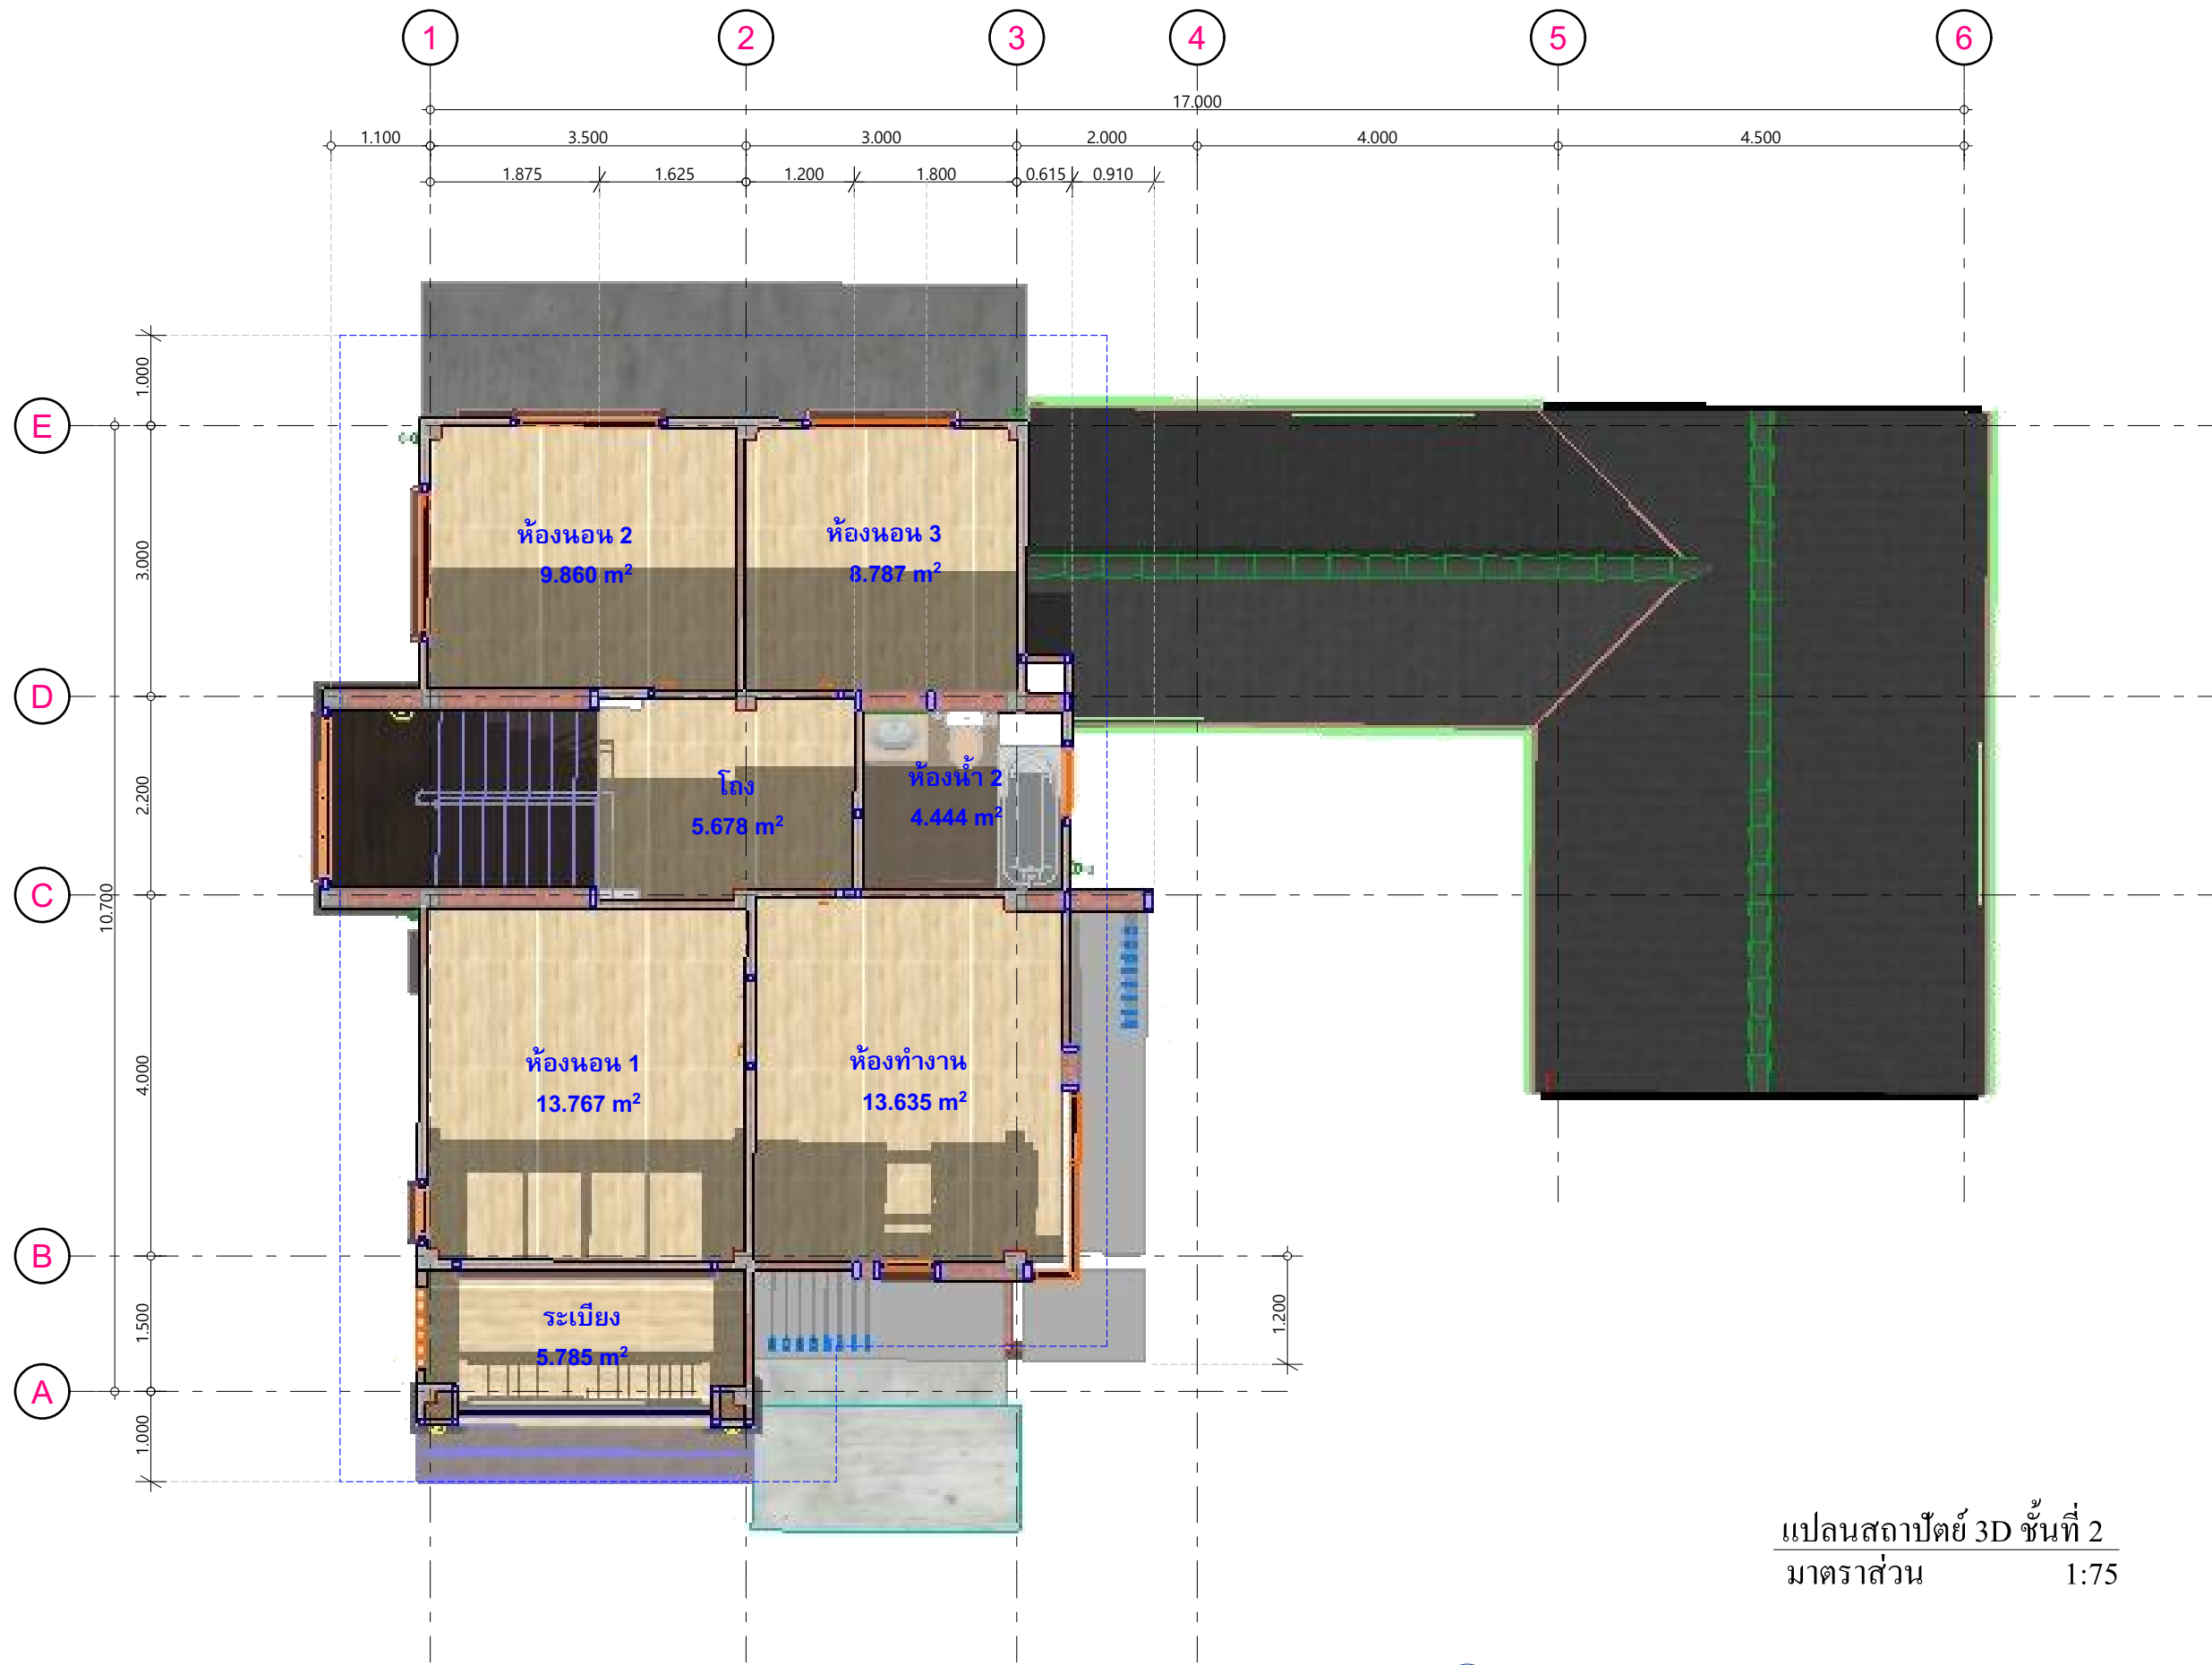 1 2 3 4 5 6
17.000
1.100 3.500 3.000 2.000 4.000 4.500
1.875 1.625 1.200 1.800 0.615 0.910
1.000
E
3.000
ห้องนอน 2
9.860 m²
ห้องนอน 3
8.787 m²
D
2.200
โถง
5.678 m²
ห้องน้ำ 2
4.444 m²
C
10.700
4.000
ห้องนอน 1
13.767 m²
ห้องทำงาน
13.635 m²
B
1.500
ระเบียง
5.785 m²
1.200
A
1.000
แปลนสถาปัตย์ 3D ชั้นที่ 2
มาตราส่วน 1:75